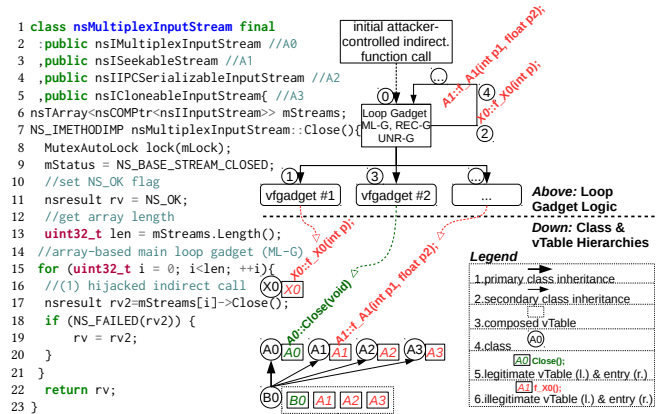 1 class nsMultiplexInputStream final
2 :public nsIMultiplexInputStream //A0
3 ,public nsISeekableStream //A1
4 ,public nsIIPCSerializableInputStream //A2
5 ,public nsICloneableInputStream{ //A3
6 nsTArray<nsCOMPtr<nsIInputStream>> mStreams;
7 NS_IMETHODIMP nsMultiplexInputStream::Close(){
8 MutexAutoLock lock(mLock);
9 mStatus = NS_BASE_STREAM_CLOSED;
10 //set NS_OK flag
11 nsresult rv = NS_OK;
12 //get array length
13 uint32_t len = mStreams.Length();
14 //array-based main loop gadget (ML-G)
15 for (uint32_t i = 0; i<len; ++i){
16 //(1) hijacked indirect call
17 nsresult rv2=mStreams[i]->Close();
18 if (NS_FAILED(rv2)) {
19 rv = rv2;
20 }
21 }
22 return rv;
23 }
initial attacker-
controlled indirect.
function call
0
...
4
2
A1::f_A1(int p1, float p2);
X0::f_X0(int p);
Loop Gadget
ML-G, REC-G
UNR-G
1
3
...
vfgadget #1
vfgadget #2
...
Above: Loop
Gadget Logic
Down: Class &
vTable Hierarchies
X0::f_X0(int p);
A0::Close(void)
A1::f_A1(int p1, float p2);
X0 X0
A0 A0 A1 A1 A2 A2 A3 A3
B0 B0 A1 A2 A3
Legend
1.primary class inheritance
2.secondary class inheritance
3.composed vTable
4.class A0
A0 Close();
5.legitimate vTable (l.) & entry (r.)
A1 f_X0();
6.illegitimate vTable (l.) & entry (r.)